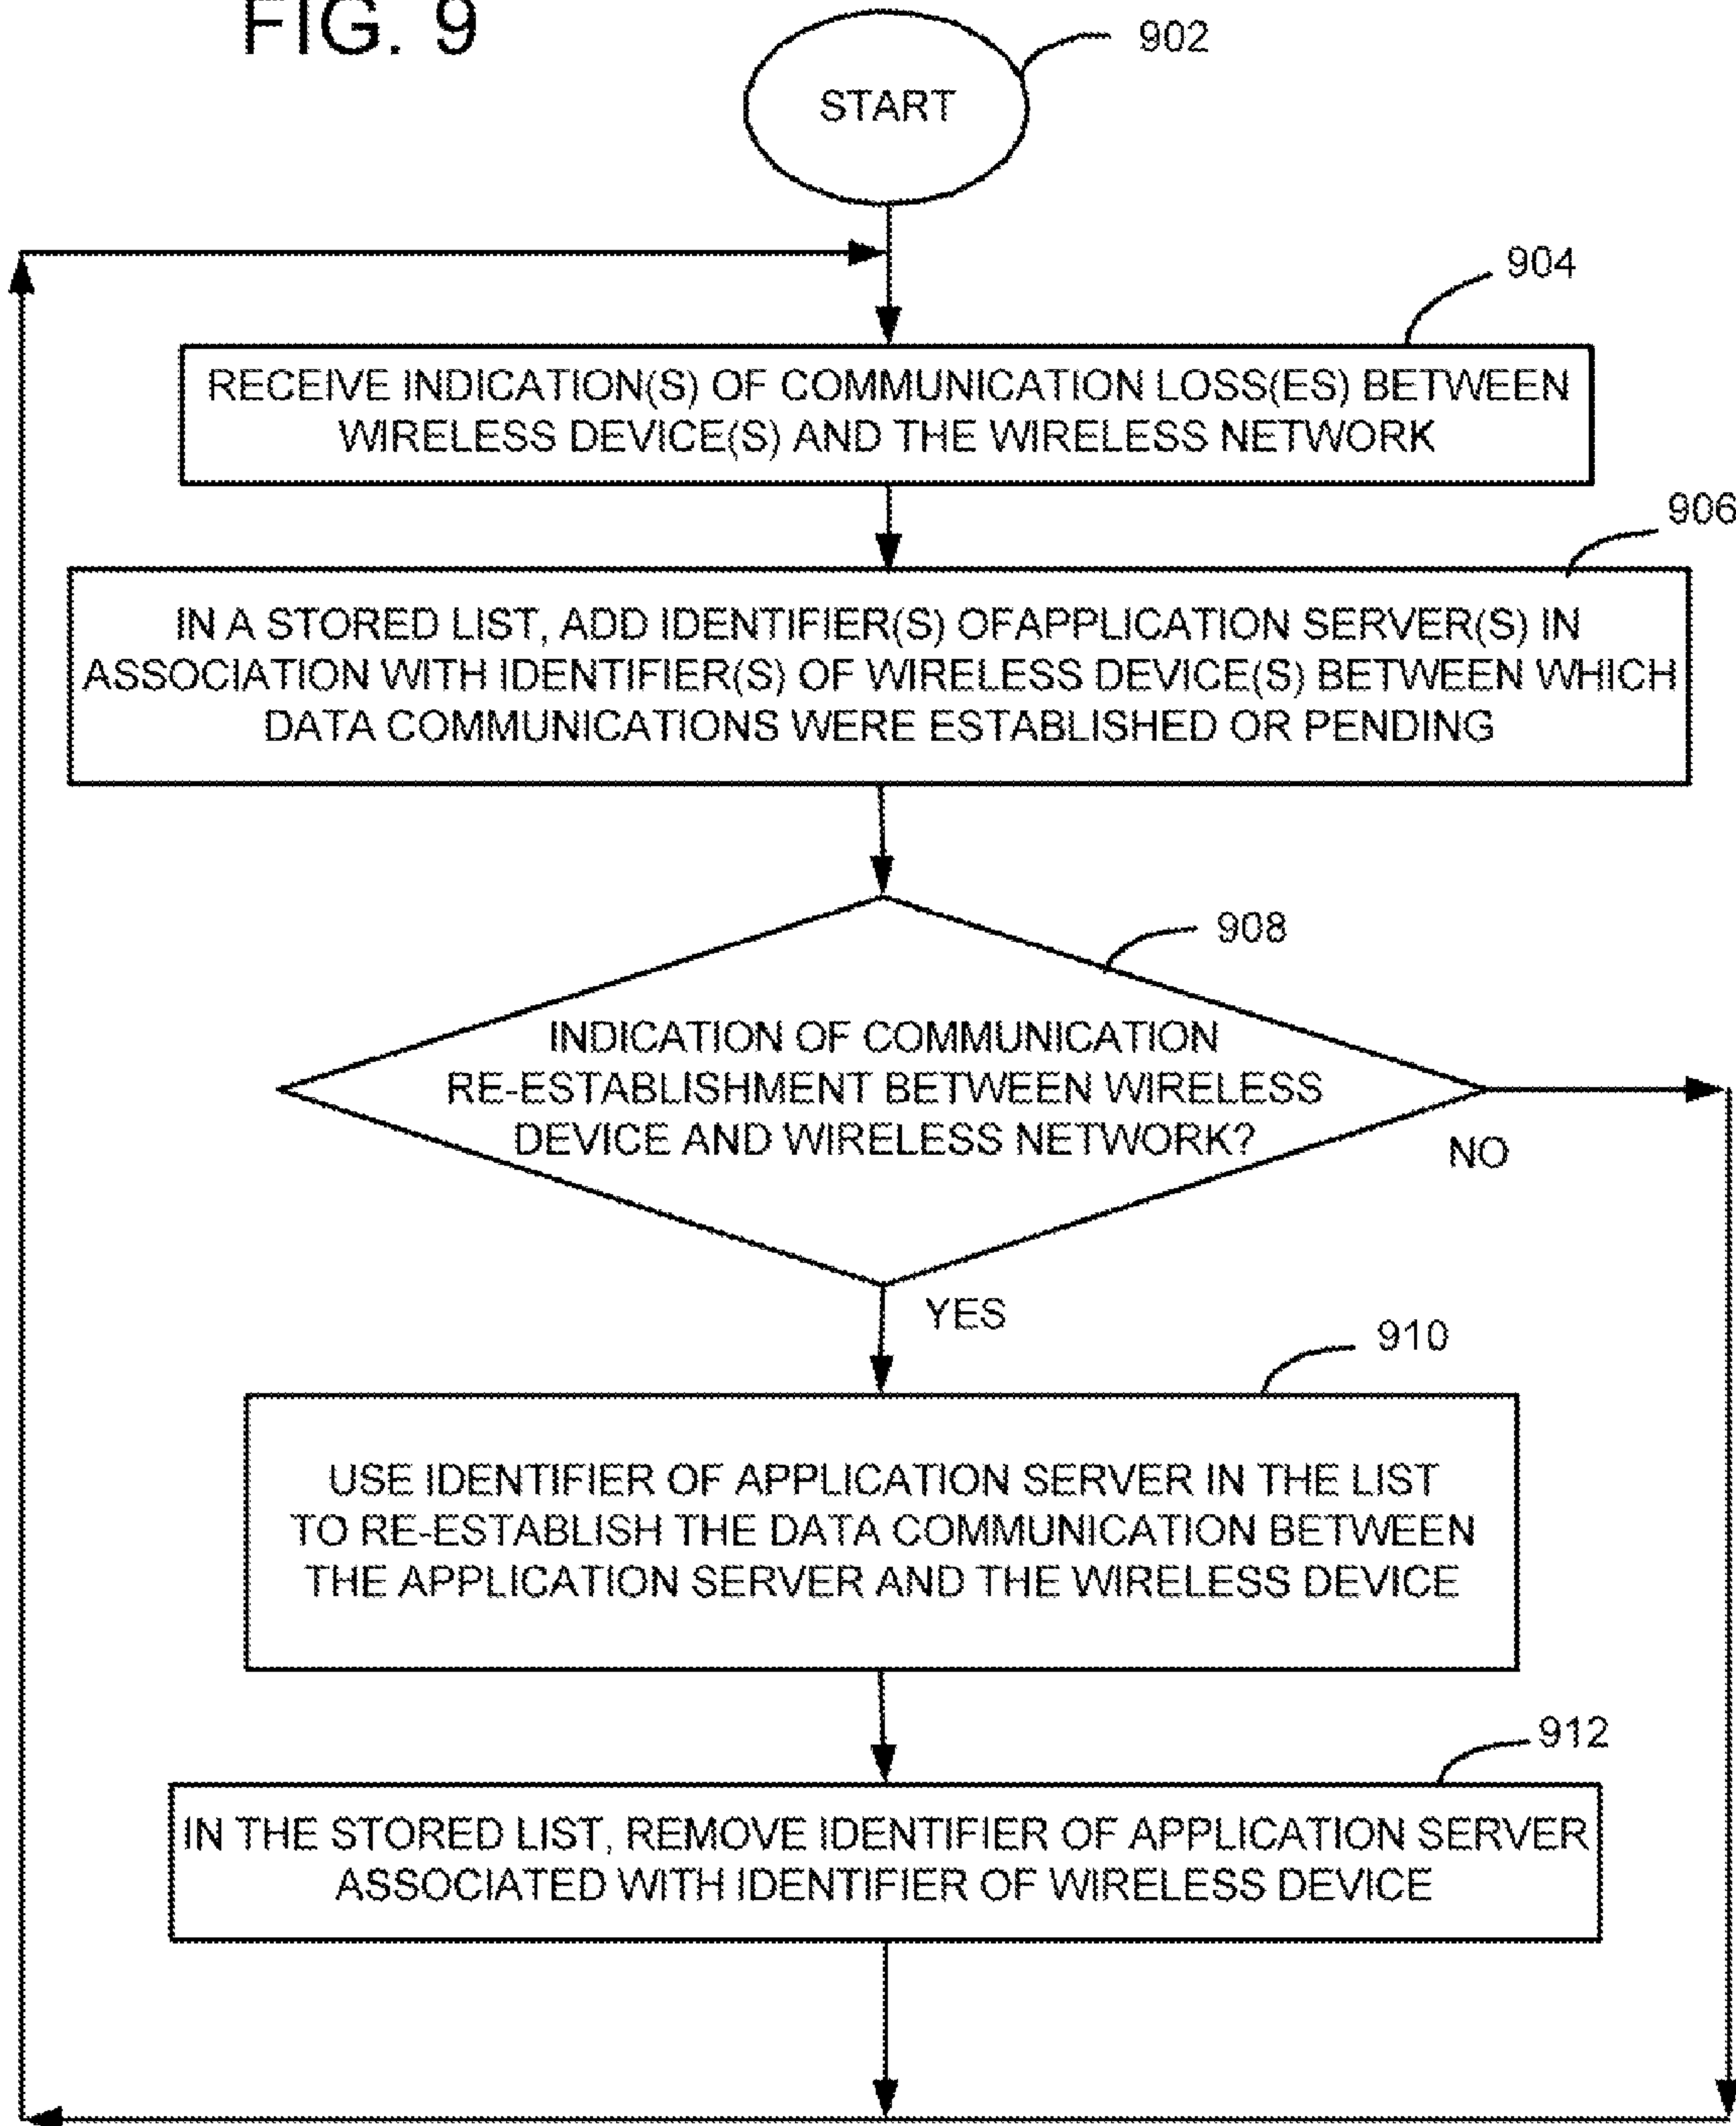 FIG. 9
902
START
904
RECEIVE INDICATION(S) OF COMMUNICATION LOSS(ES) BETWEEN
WIRELESS DEVICE(S) AND THE WIRELESS NETWORK
906
IN A STORED LIST, ADD IDENTIFIER(S) OFAPPLICATION SERVER(S) IN
ASSOCIATION WITH IDENTIFIER(S) OF WIRELESS DEVICE(S) BETWEEN WHICH
DATA COMMUNICATIONS WERE ESTABLISHED OR PENDING
908
INDICATION OF COMMUNICATION
RE-ESTABLISHMENT BETWEEN WIRELESS
DEVICE AND WIRELESS NETWORK?
NO
YES
910
USE IDENTIFIER OF APPLICATION SERVER IN THE LIST
TO RE-ESTABLISH THE DATA COMMUNICATION BETWEEN
THE APPLICATION SERVER AND THE WIRELESS DEVICE
912
IN THE STORED LIST, REMOVE IDENTIFIER OF APPLICATION SERVER
ASSOCIATED WITH IDENTIFIER OF WIRELESS DEVICE